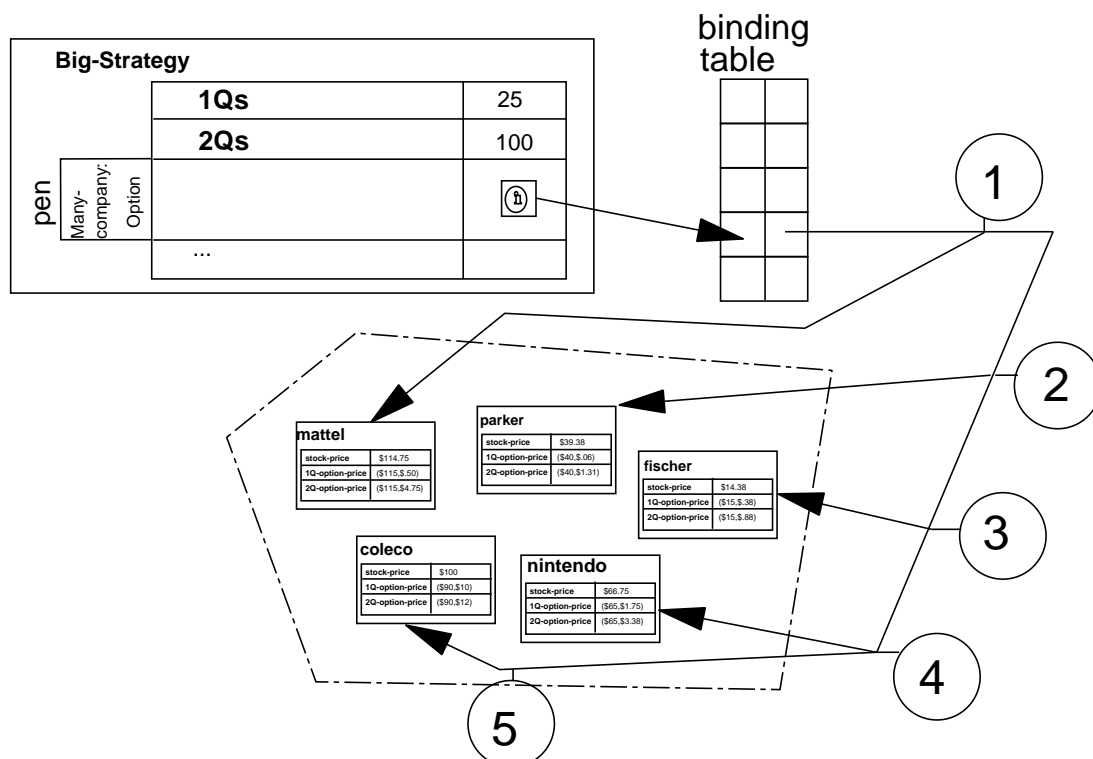 binding
table
Big-Strategy
1Qs 25
2Qs 100
pen
Many-
company:
Option
...
1
2
3
4
5
mattel
stock-price $114.75
1Q-option-price ($115,$.50)
2Q-option-price ($115,$4.75)
parker
stock-price $39.38
1Q-option-price ($40,$.06)
2Q-option-price ($40,$1.31)
fischer
stock-price $14.38
1Q-option-price ($15,$.38)
2Q-option-price ($15,$.88)
coleco
stock-price $100
1Q-option-price ($90,$10)
2Q-option-price ($90,$12)
nintendo
stock-price $66.75
1Q-option-price ($65,$1.75)
2Q-option-price ($65,$3.38)